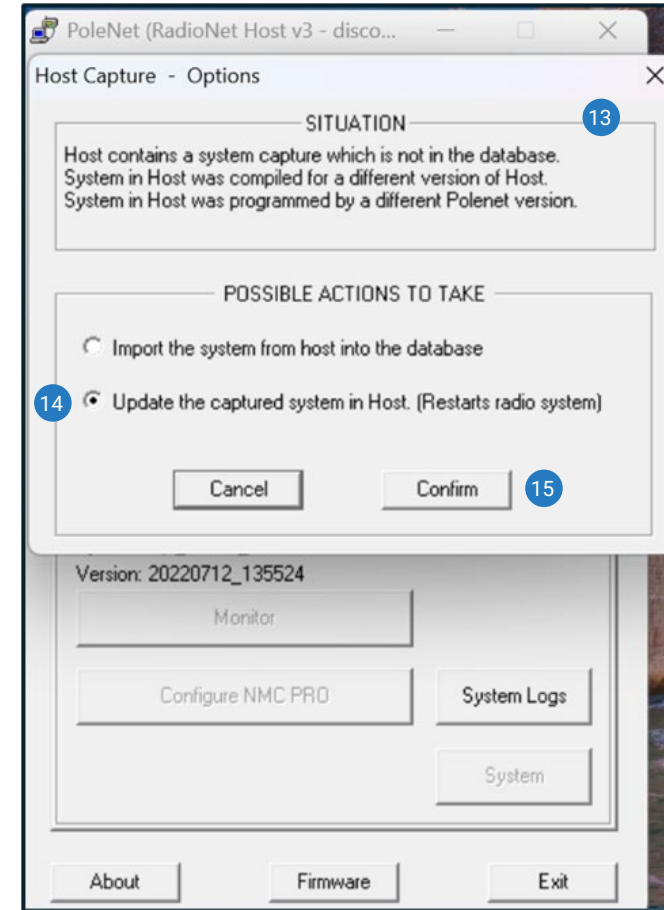 PoleNet (RadioNet Host v3 - disco...
Host Capture - Options
SITUATION
13
Host contains a system capture which is not in the database.
System in Host was compiled for a different version of Host.
System in Host was programmed by a different Polenet version.
POSSIBLE ACTIONS TO TAKE
Import the system from host into the database
14 Update the captured system in Host. (Restarts radio system)
Cancel Confirm 15
Version: 20220712_135524
Monitor
Configure NMC PRO System Logs
System
About Firmware Exit